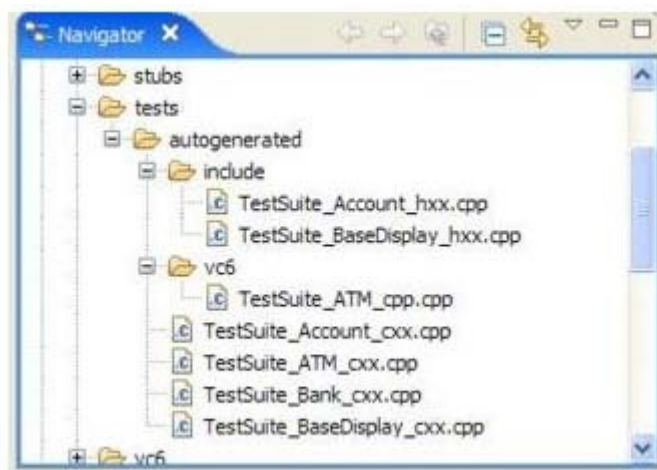 Navigator
stubs
tests
autogenerated
include
TestSuite_Account_hxx.cpp
TestSuite_BaseDisplay_hxx.cpp
vc6
TestSuite_ATM_cpp.cpp
TestSuite_Account_cxx.cpp
TestSuite_ATM_cxx.cpp
TestSuite_Bank_cxx.cpp
TestSuite_BaseDisplay_cxx.cpp
vc6